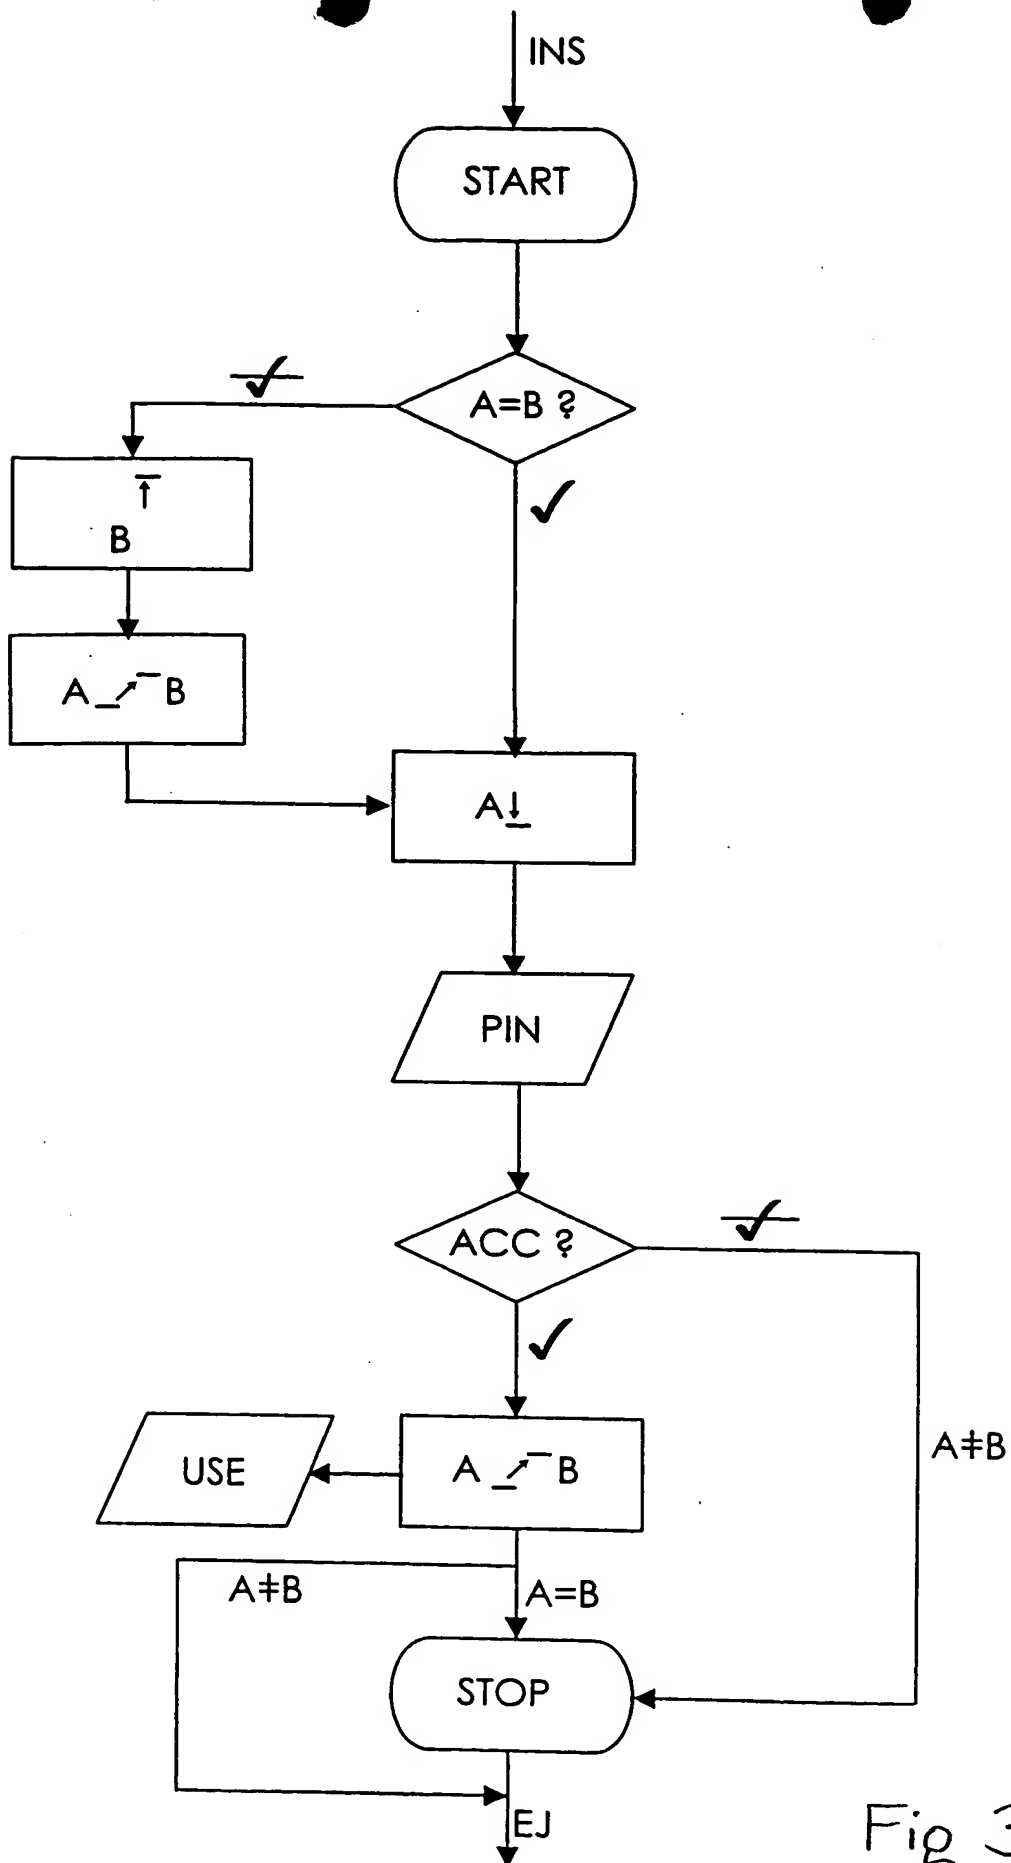 INS
START
A=B ?
B
A B
A
PIN
ACC ?
A≠B
USE
A B
A≠B
A=B
STOP
EJ
Fig 3